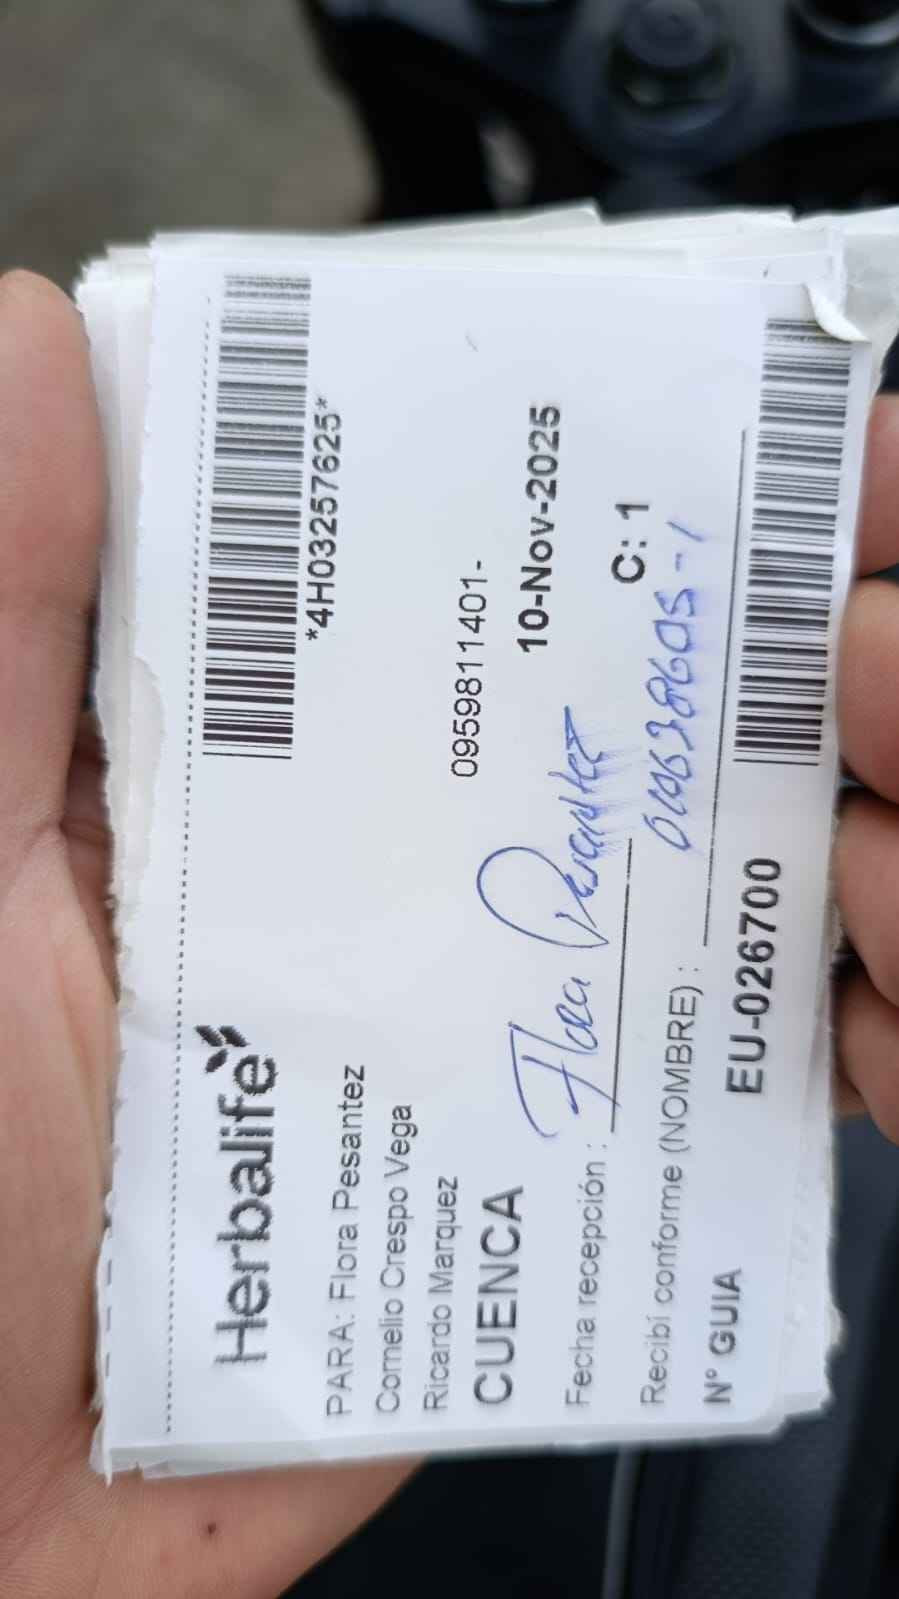 Herbalife
*4H03257625*
PARA: Flora Pesantez
Cornelio Crespo Vega
Ricardo Marquez
0959811401-
CUENCA
10-Nov-2025
Fecha recepción : Flora Pesantez
C: 1
Recibí conforme (NOMBRE) :
N° GUIA EU-026700